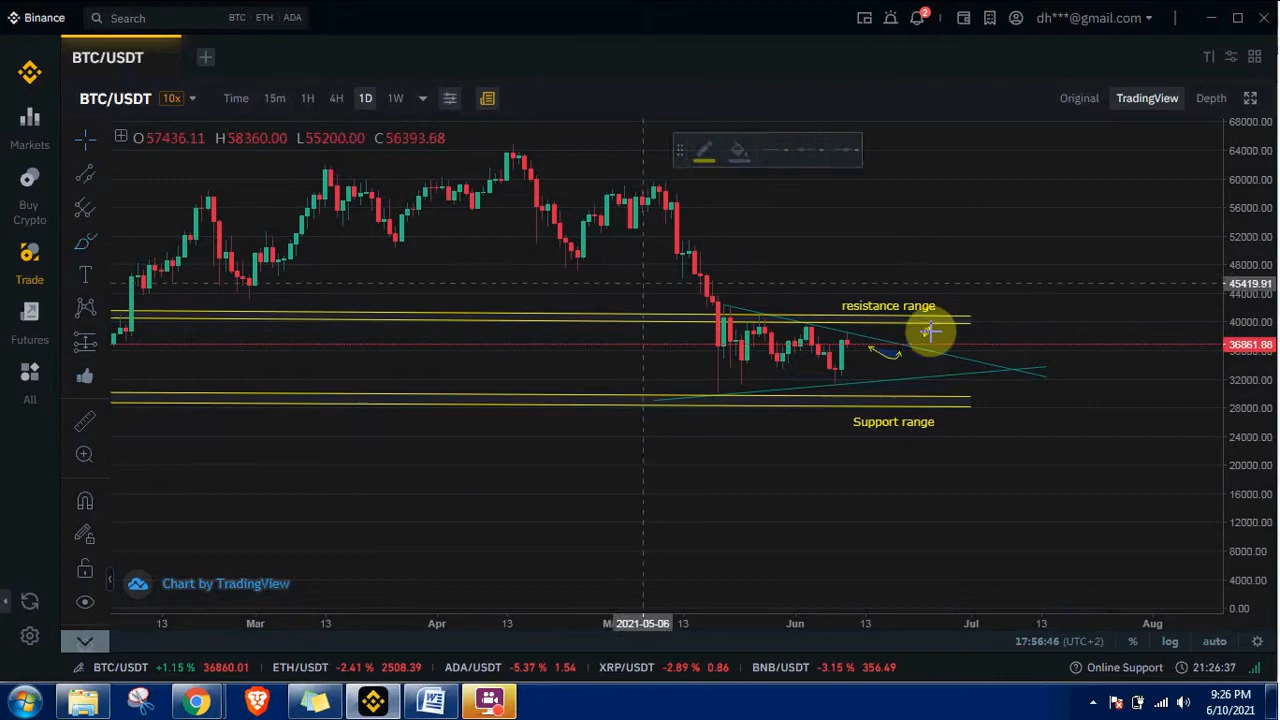 Binance
Search
BTC ETH ADA
2
dh***@gmail.com
BTC/USDT
BTC/USDT 10x
Time 15m 1H 4H 1D 1W
Original TradingView Depth
O 57436.11 H 58360.00 L 55200.00 C 56393.68
Markets
Buy
Crypto
Trade
Futures
All
68000.00
64000.00
60000.00
56000.00
52000.00
48000.00
45419.91
44000.00
40000.00
36861.88
32000.00
28000.00
24000.00
20000.00
16000.00
12000.00
8000.00
4000.00
0.00
resistance range
Support range
Chart by TradingView
13 Mar 13 Apr 13 2021-05-06 13 Jun 13 Jul 13 Aug
17:56:46 (UTC+2) % log auto
BTC/USDT +1.15 % 36860.01 ETH/USDT -2.41 % 2508.39 ADA/USDT -5.37 % 1.54 XRP/USDT -2.89 % 0.86 BNB/USDT -3.15 % 356.49
Online Support 21:26:37
9:26 PM
6/10/2021